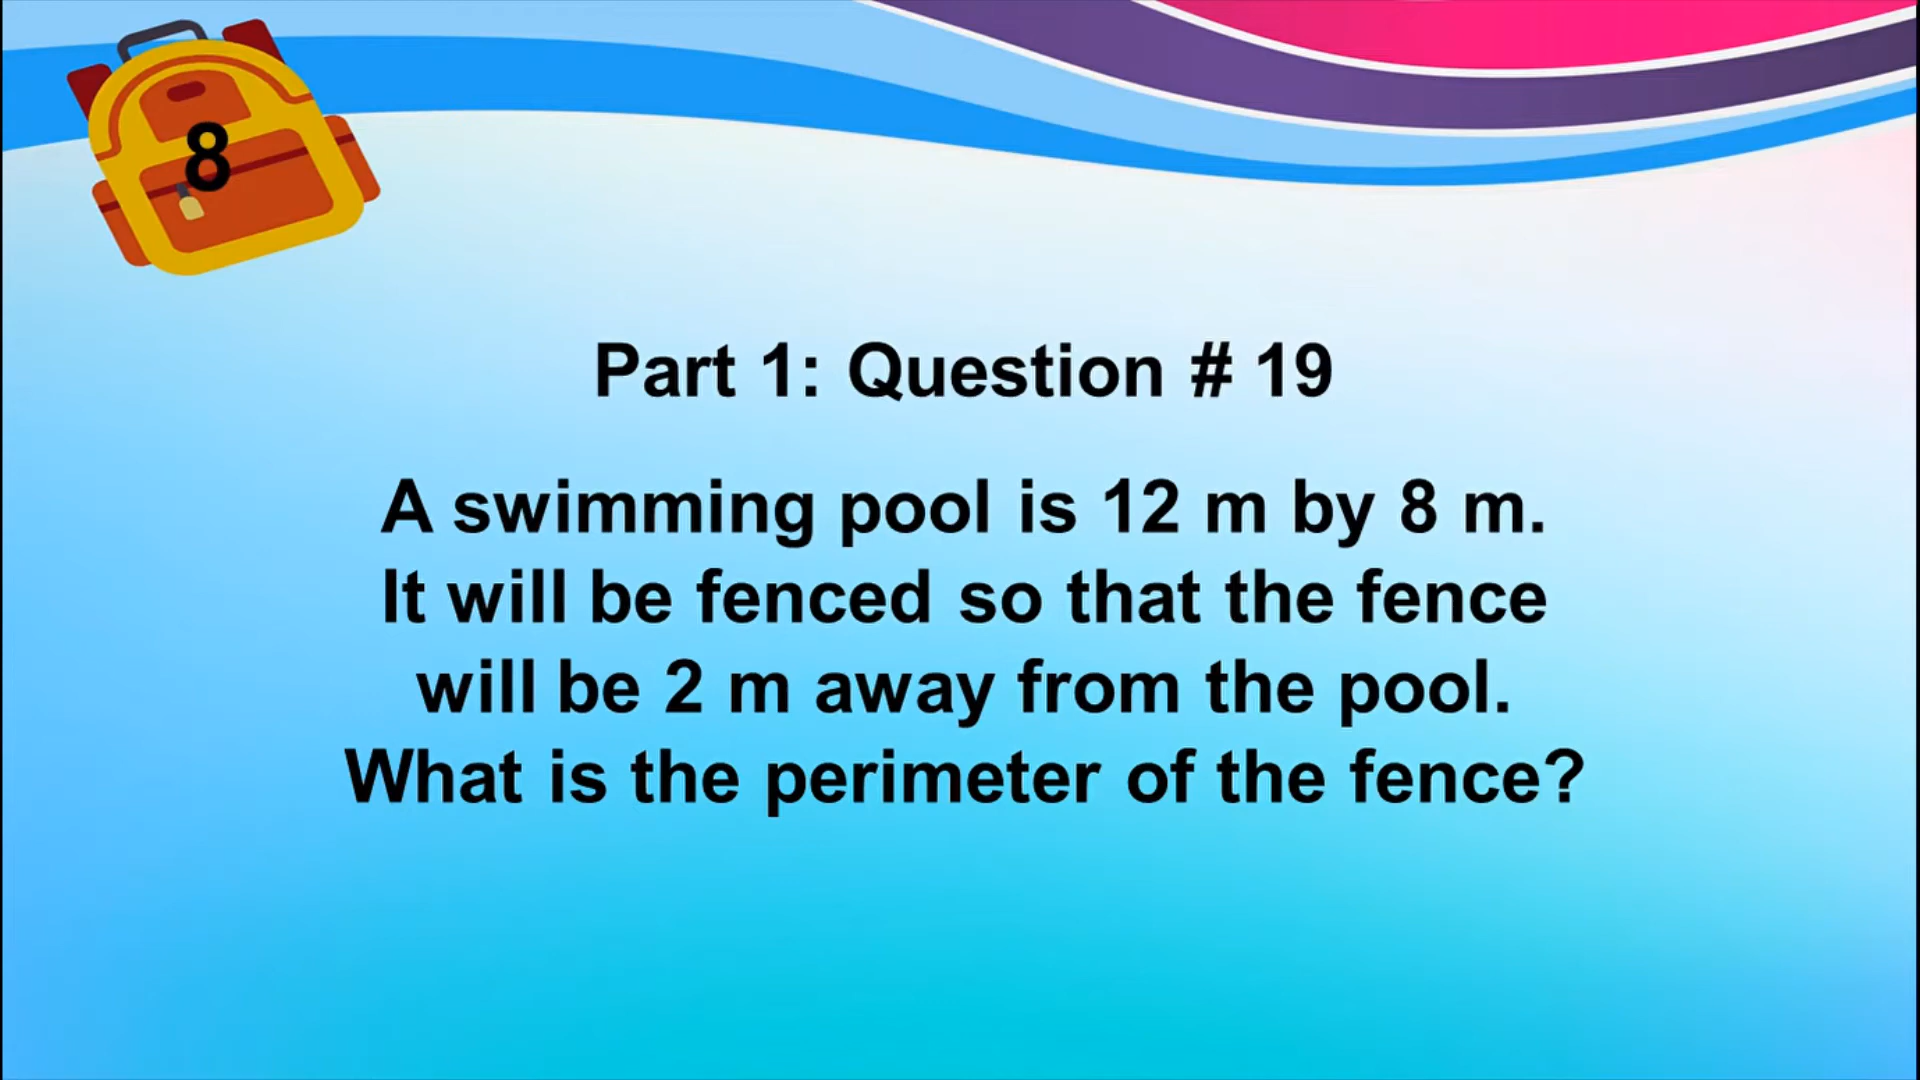 8
Part 1: Question # 19
A swimming pool is 12 m by 8 m.
It will be fenced so that the fence
will be 2 m away from the pool.
What is the perimeter of the fence?